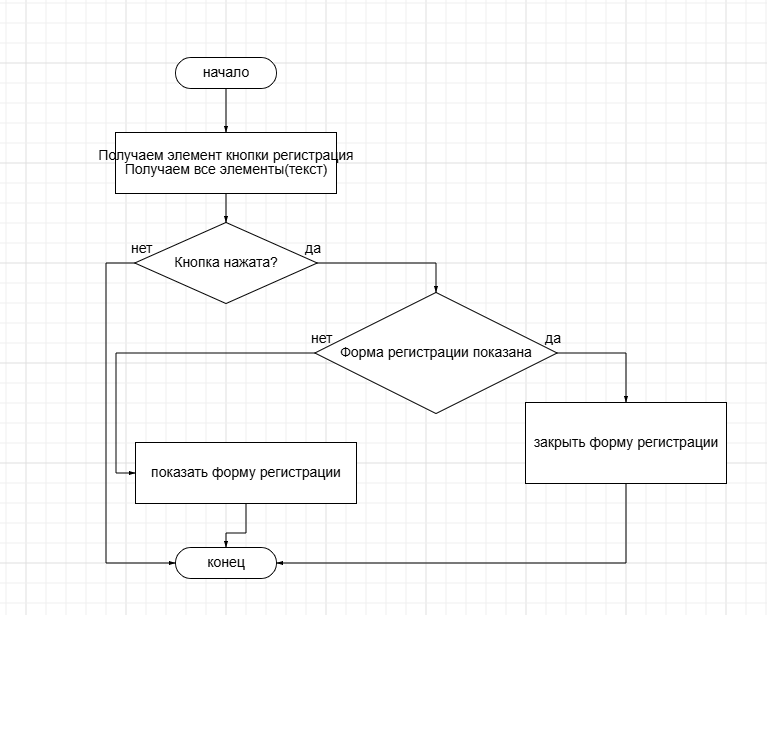 начало
Получаем элемент кнопки регистрация
Получаем все элементы(текст)
нет
да
Кнопка нажата?
нет
да
Форма регистрации показана
закрыть форму регистрации
показать форму регистрации
конец